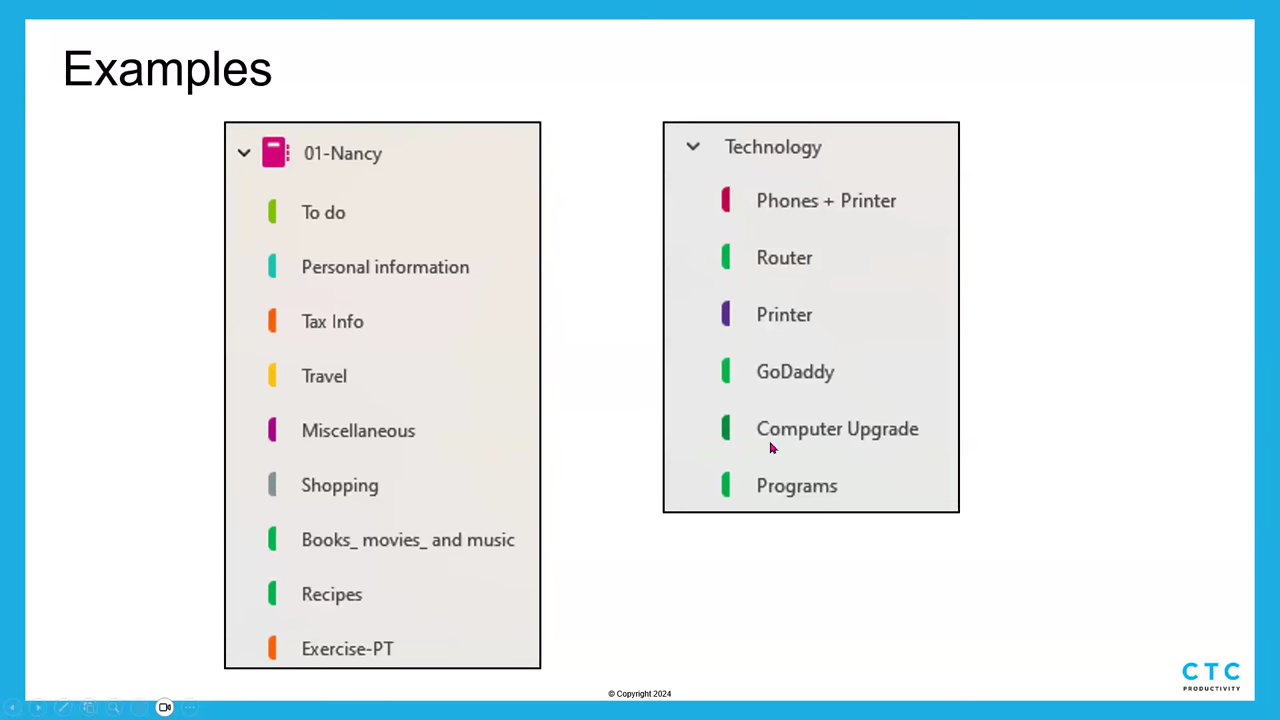 Examples
01-Nancy
To do
Personal information
Tax Info
Travel
Miscellaneous
Shopping
Books_ movies_ and music
Recipes
Exercise-PT
Technology
Phones + Printer
Router
Printer
GoDaddy
Computer Upgrade
Programs
© Copyright 2024
CTC
PRODUCTIVITY